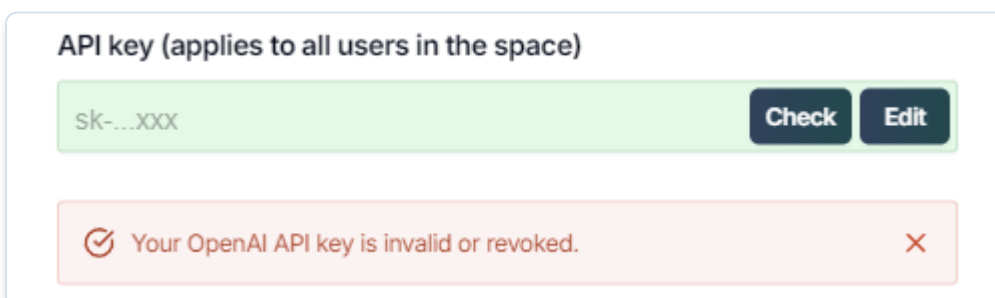 API key (applies to all users in the space)
sk-...xxx
Check
Edit
Your OpenAI API key is invalid or revoked.